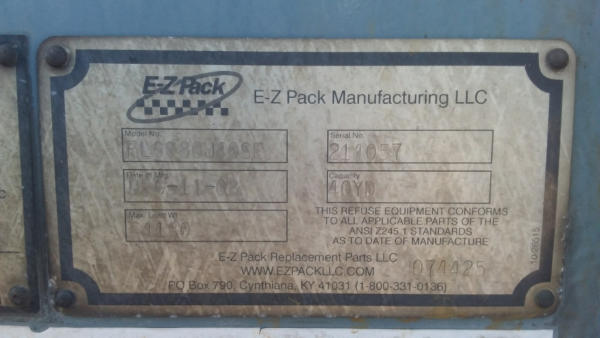 E-Z Pack
E-Z Pack Manufacturing LLC
Model No.
Serial No.
211057
Date of Mfg.
Capacity
40YD
Max. Load Wt
THIS REFUSE EQUIPMENT CONFORMS
TO ALL APPLICABLE PARTS OF THE
ANSI Z245.1 STANDARDS
AS TO DATE OF MANUFACTURE
E-Z Pack Replacement Parts LLC
WWW.EZPACKLLC.COM
074425
PO Box 790, Cynthiana, KY 41031 (1-800-331-0136)